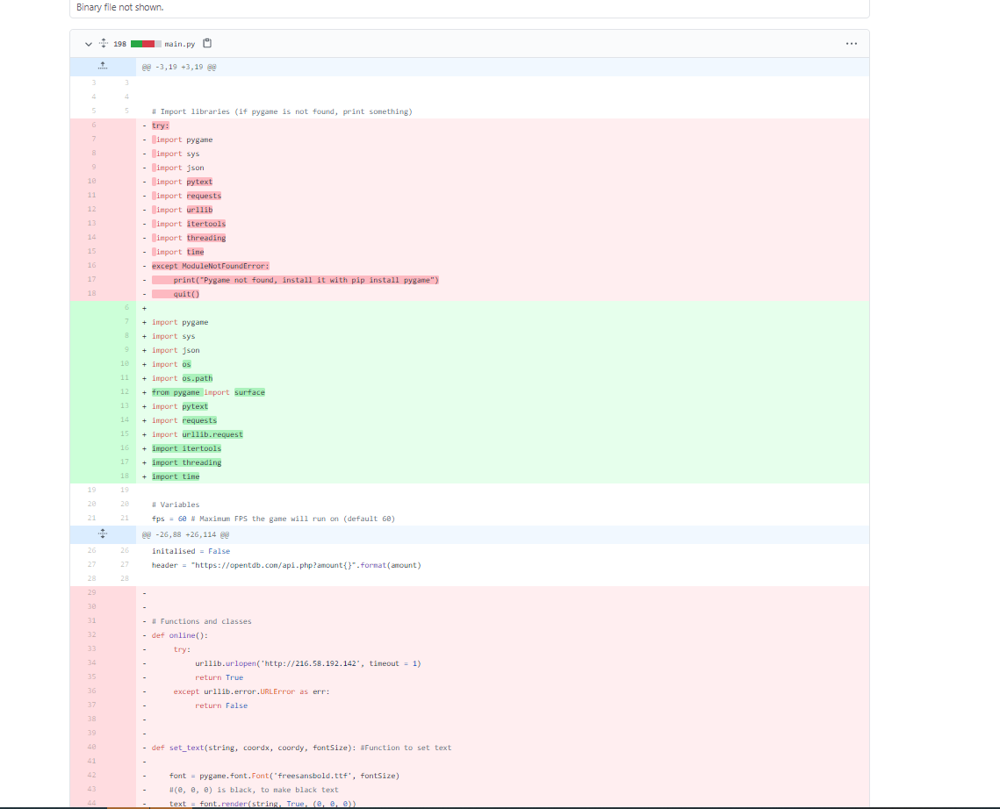 Binary file not shown.
198 main.py
@@ -3,19 +3,19 @@
3 3
4 4
5 5 # Import libraries (if pygame is not found, print something)
6 - try:
7 - import pygame
8 - import sys
9 - import json
10 - import pytext
11 - import requests
12 - import urllib
13 - import itertools
14 - import threading
15 - import time
16 - except ModuleNotFoundError:
17 - print("Pygame not found, install it with pip install pygame")
18 - quit()
6 +
7 + import pygame
8 + import sys
9 + import json
10 + import os
11 + import os.path
12 + from pygame import surface
13 + import pytext
14 + import requests
15 + import urllib.request
16 + import itertools
17 + import threading
18 + import time
19 19
20 20 # Variables
21 21 fps = 60 # Maximum FPS the game will run on (default 60)
@@ -26,88 +26,114 @@
26 26 initalised = False
27 27 header = "https://opentdb.com/api.php?amount{}".format(amount)
28 28
29 -
30 -
31 - # Functions and classes
32 - def online():
33 - try:
34 - urllib.urlopen('http://216.58.192.142', timeout = 1)
35 - return True
36 - except urllib.error.URLError as err:
37 - return False
38 -
39 -
40 - def set_text(string, coordx, coordy, fontSize): #Function to set text
41 -
42 - font = pygame.font.Font('freesansbold.ttf', fontSize)
43 - #(0, 0, 0) is black, to make black text
44 - text = font.render(string, True, (0, 0, 0))